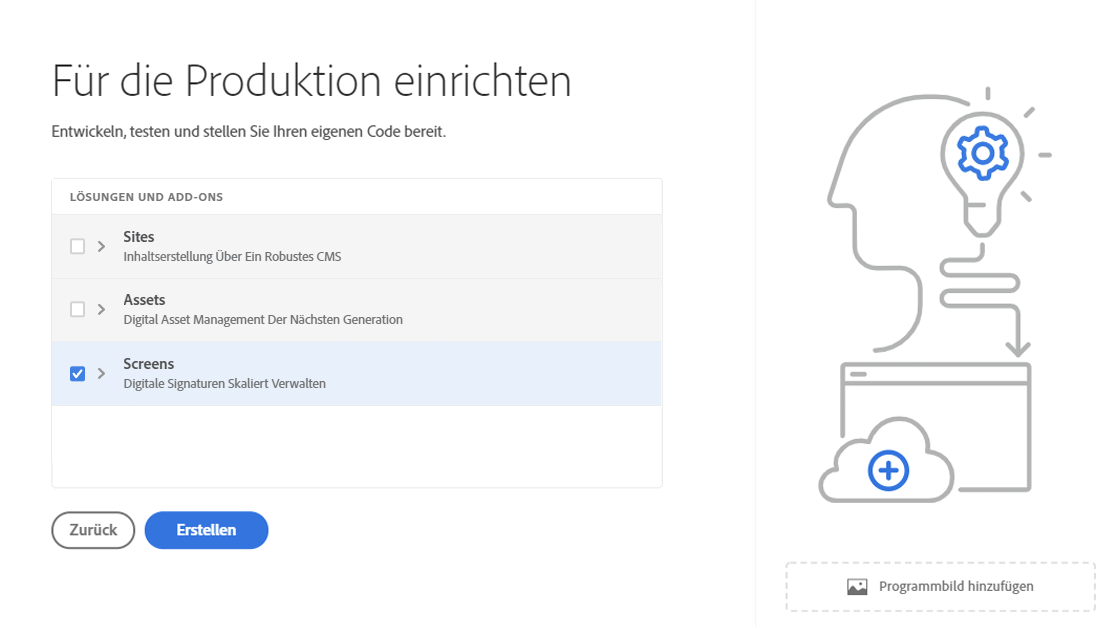 Für die Produktion einrichten
Entwickeln, testen und stellen Sie Ihren eigenen Code bereit.
LÖSUNGEN UND ADD-ONS
Sites
Inhaltserstellung Über Ein Robustes CMS
Assets
Digital Asset Management Der Nächsten Generation
Screens
Digitale Signaturen Skaliert Verwalten
Zurück
Erstellen
Programmbild hinzufügen